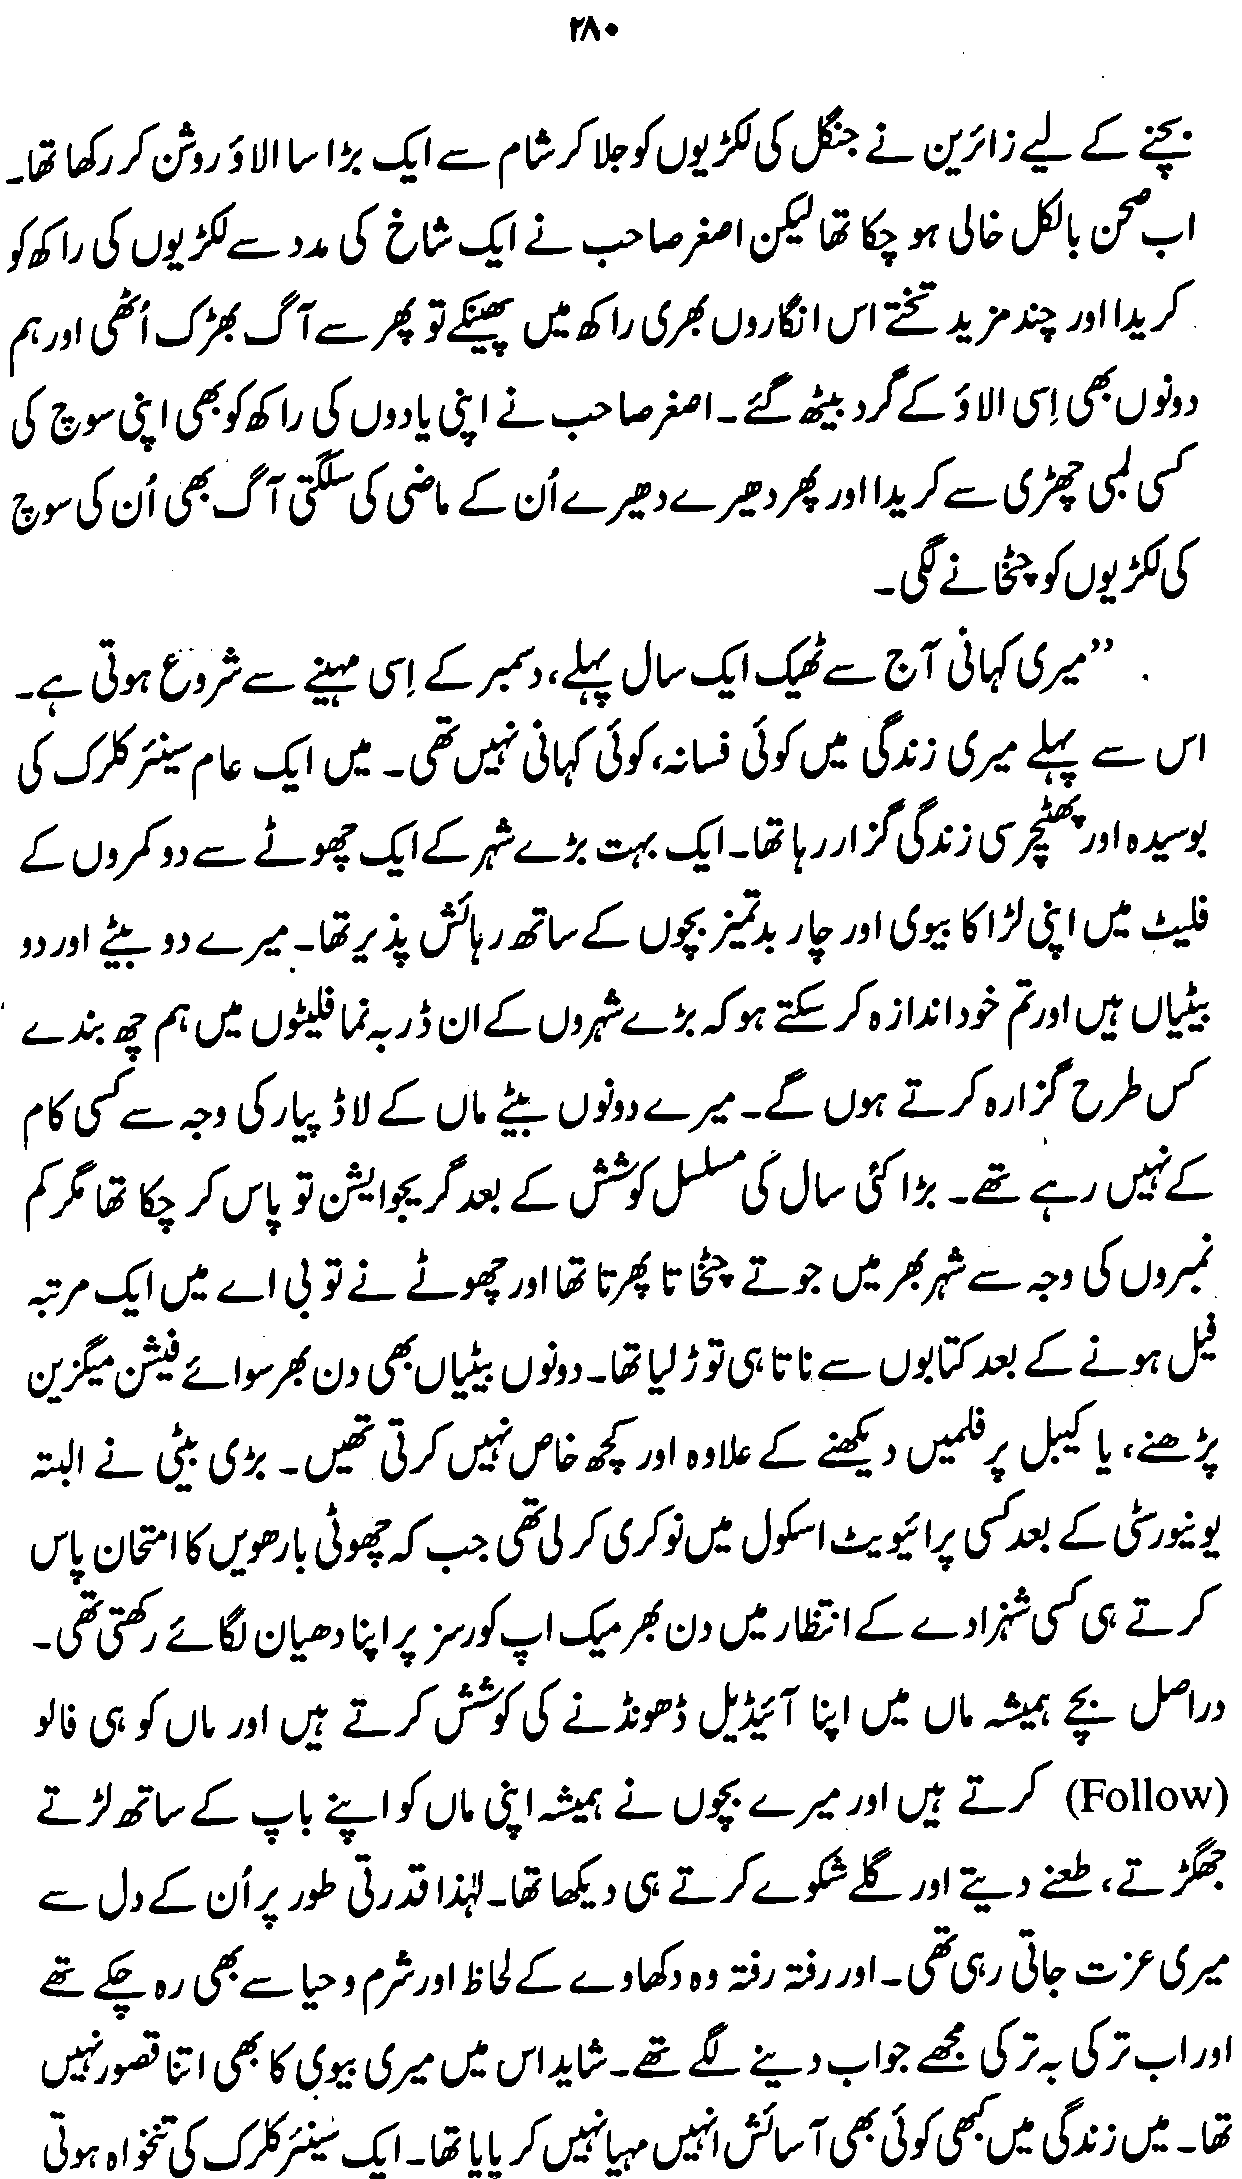 ۲۸۰
بچنے کے لیے زائرین نے جنگل کی لکڑیوں کو جلا کر شام سے ایک بڑا سا الاؤ روشن کر رکھا تھا۔
اب صحن بالکل خالی ہو چکا تھا لیکن اصغر صاحب نے ایک شاخ کی مدد سے لکڑیوں کی راکھ کو
کریدا اور چند مزید تختے اس انگاروں بھری راکھ میں پھینکے تو پھر سے آگ بھڑک اُٹھی اور ہم
دونوں بھی اِسی الاؤ کے گرد بیٹھ گئے۔ اصغر صاحب نے اپنی یادوں کی راکھ کو بھی اپنی سوچ کی
کسی لمبی چھڑی سے کریدا اور پھر دھیرے دھیرے اُن کے ماضی کی سلگتی آگ بھی اُن کی سوچ
کی لکڑیوں کو چٹخانے لگی۔
”میری کہانی آج سے ٹھیک ایک سال پہلے، دسمبر کے اِسی مہینے سے شروع ہوتی ہے۔
اس سے پہلے میری زندگی میں کوئی فسانہ، کوئی کہانی نہیں تھی۔ میں ایک عام سینئر کلرک کی
بوسیدہ اور پھٹیچر سی زندگی گزار رہا تھا۔ ایک بہت بڑے شہر کے ایک چھوٹے سے دو کمروں کے
فلیٹ میں اپنی لڑاکا بیوی اور چار بدتمیز بچوں کے ساتھ رہائش پذیر تھا۔ میرے دو بیٹے اور دو
بیٹیاں ہیں اور تم خود اندازہ کر سکتے ہو کہ بڑے شہروں کے ان ڈربہ نما فلیٹوں میں ہم چھ بندے
کس طرح گزارہ کرتے ہوں گے۔ میرے دونوں بیٹے ماں کے لاڈ پیار کی وجہ سے کسی کام
کے نہیں رہے تھے۔ بڑا کئی سال کی مسلسل کوشش کے بعد گریجوایشن تو پاس کر چکا تھا مگر کم
نمبروں کی وجہ سے شہر بھر میں جوتے چٹخاتا پھرتا تھا اور چھوٹے نے تو بی اے میں ایک مرتبہ
فیل ہونے کے بعد کتابوں سے ناتا ہی توڑ لیا تھا۔ دونوں بیٹیاں بھی دن بھر سوائے فیشن میگزین
پڑھنے، یا کیبل پر فلمیں دیکھنے کے علاوہ اور کچھ خاص نہیں کرتی تھیں۔ بڑی بیٹی نے البتہ
یونیورسٹی کے بعد کسی پرائیویٹ اسکول میں نوکری کر لی تھی جب کہ چھوٹی بارھویں کا امتحان پاس
کرتے ہی کسی شہزادے کے انتظار میں دن بھر میک اپ کورسز پر اپنا دھیان لگائے رکھتی تھی۔
دراصل بچے ہمیشہ ماں میں اپنا آئیڈیل ڈھونڈنے کی کوشش کرتے ہیں اور ماں کو ہی فالو
(Follow) کرتے ہیں اور میرے بچوں نے ہمیشہ اپنی ماں کو اپنے باپ کے ساتھ لڑتے
جھگڑتے، طعنے دیتے اور گلے شکوے کرتے ہی دیکھا تھا۔ لہٰذا قدرتی طور پر اُن کے دل سے
میری عزت جاتی رہی تھی۔ اور رفتہ رفتہ وہ دکھاوے کے لحاظ اور شرم و حیا سے بھی رہ چکے تھے
اور اب ترکی بہ ترکی مجھے جواب دینے لگے تھے۔ شاید اس میں میری بیوی کا بھی اتنا قصور نہیں
تھا۔ میں زندگی میں کبھی کوئی بھی آسائش انہیں مہیا نہیں کر پایا تھا۔ ایک سینئر کلرک کی تنخواہ ہوتی